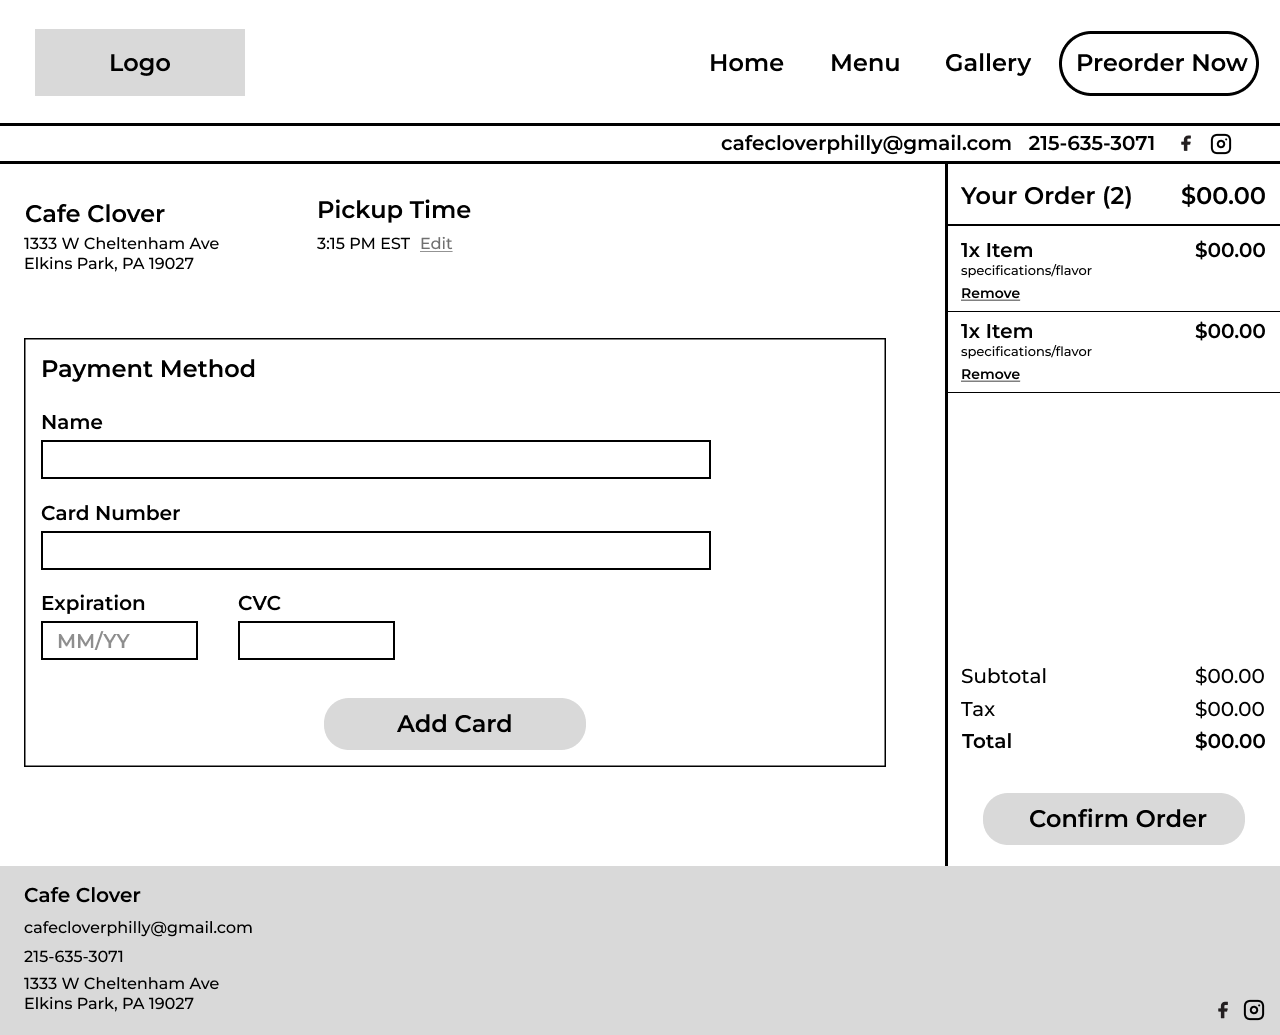 Logo
Home
Menu
Gallery
Preorder Now
cafecloverphilly@gmail.com 215-635-3071
Cafe Clover
1333 W Cheltenham Ave
Elkins Park, PA 19027
Pickup Time
3:15 PM EST Edit
Payment Method
Name
Card Number
Expiration
MM/YY
CVC
Add Card
Your Order (2) $00.00
1x Item $00.00
specifications/flavor
Remove
1x Item $00.00
specifications/flavor
Remove
Subtotal $00.00
Tax $00.00
Total $00.00
Confirm Order
Cafe Clover
cafecloverphilly@gmail.com
215-635-3071
1333 W Cheltenham Ave
Elkins Park, PA 19027